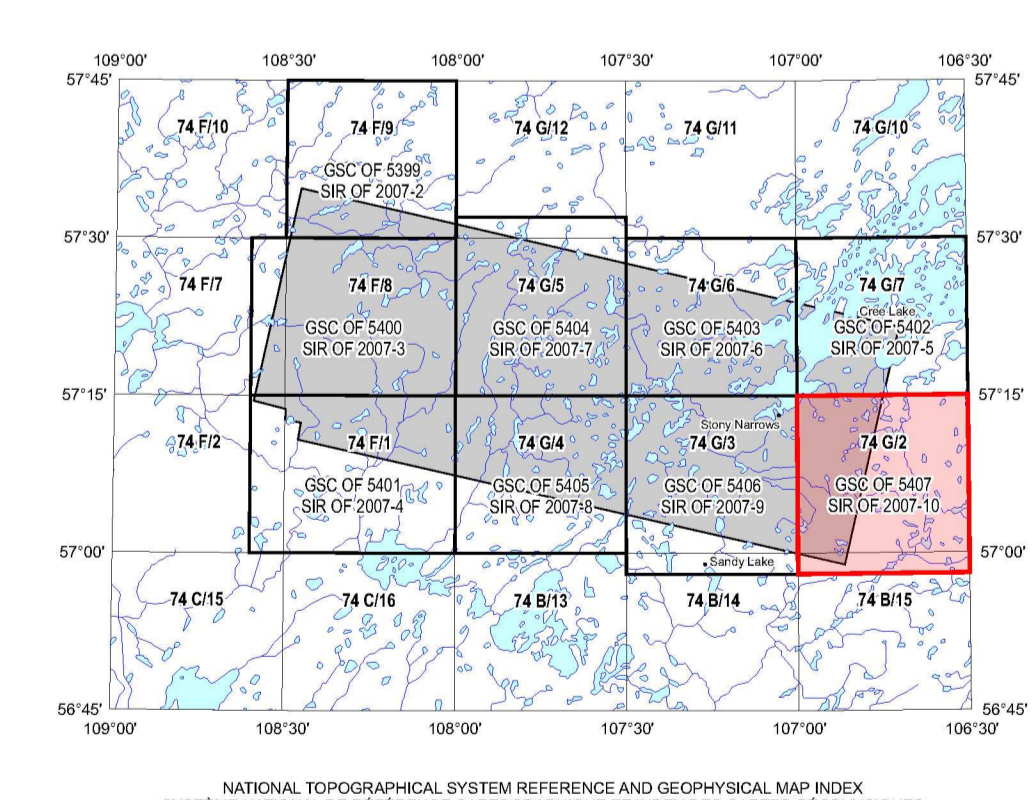 109°00' 108°30' 108°00' 107°30' 107°00' 106°30'
57°45' 57°45'
74 F/10 74 F/9 74 G/12 74 G/11 74 G/10
GSC OF 5399
SIR OF 2007-2
57°30' 57°30'
74 F/7 74 F/8 74 G/5 74 G/6 74 G/7
Cree Lake
GSC OF 5400 GSC OF 5404 GSC OF 5403 GSC OF 5402
SIR OF 2007-3 SIR OF 2007-7 SIR OF 2007-6 SIR OF 2007-5
57°15' 57°15'
Stony Narrows
74 F/2 74 F/1 74 G/4 74 G/3 74 G/2
GSC OF 5401 GSC OF 5405 GSC OF 5406 GSC OF 5407
SIR OF 2007-4 SIR OF 2007-8 SIR OF 2007-9 SIR OF 2007-10
57°00' 57°00'
Sandy Lake
74 C/15 74 C/16 74 B/13 74 B/14 74 B/15
56°45' 56°45'
109°00' 108°30' 108°00' 107°30' 107°00' 106°30'
NATIONAL TOPOGRAPHICAL SYSTEM REFERENCE AND GEOPHYSICAL MAP INDEX